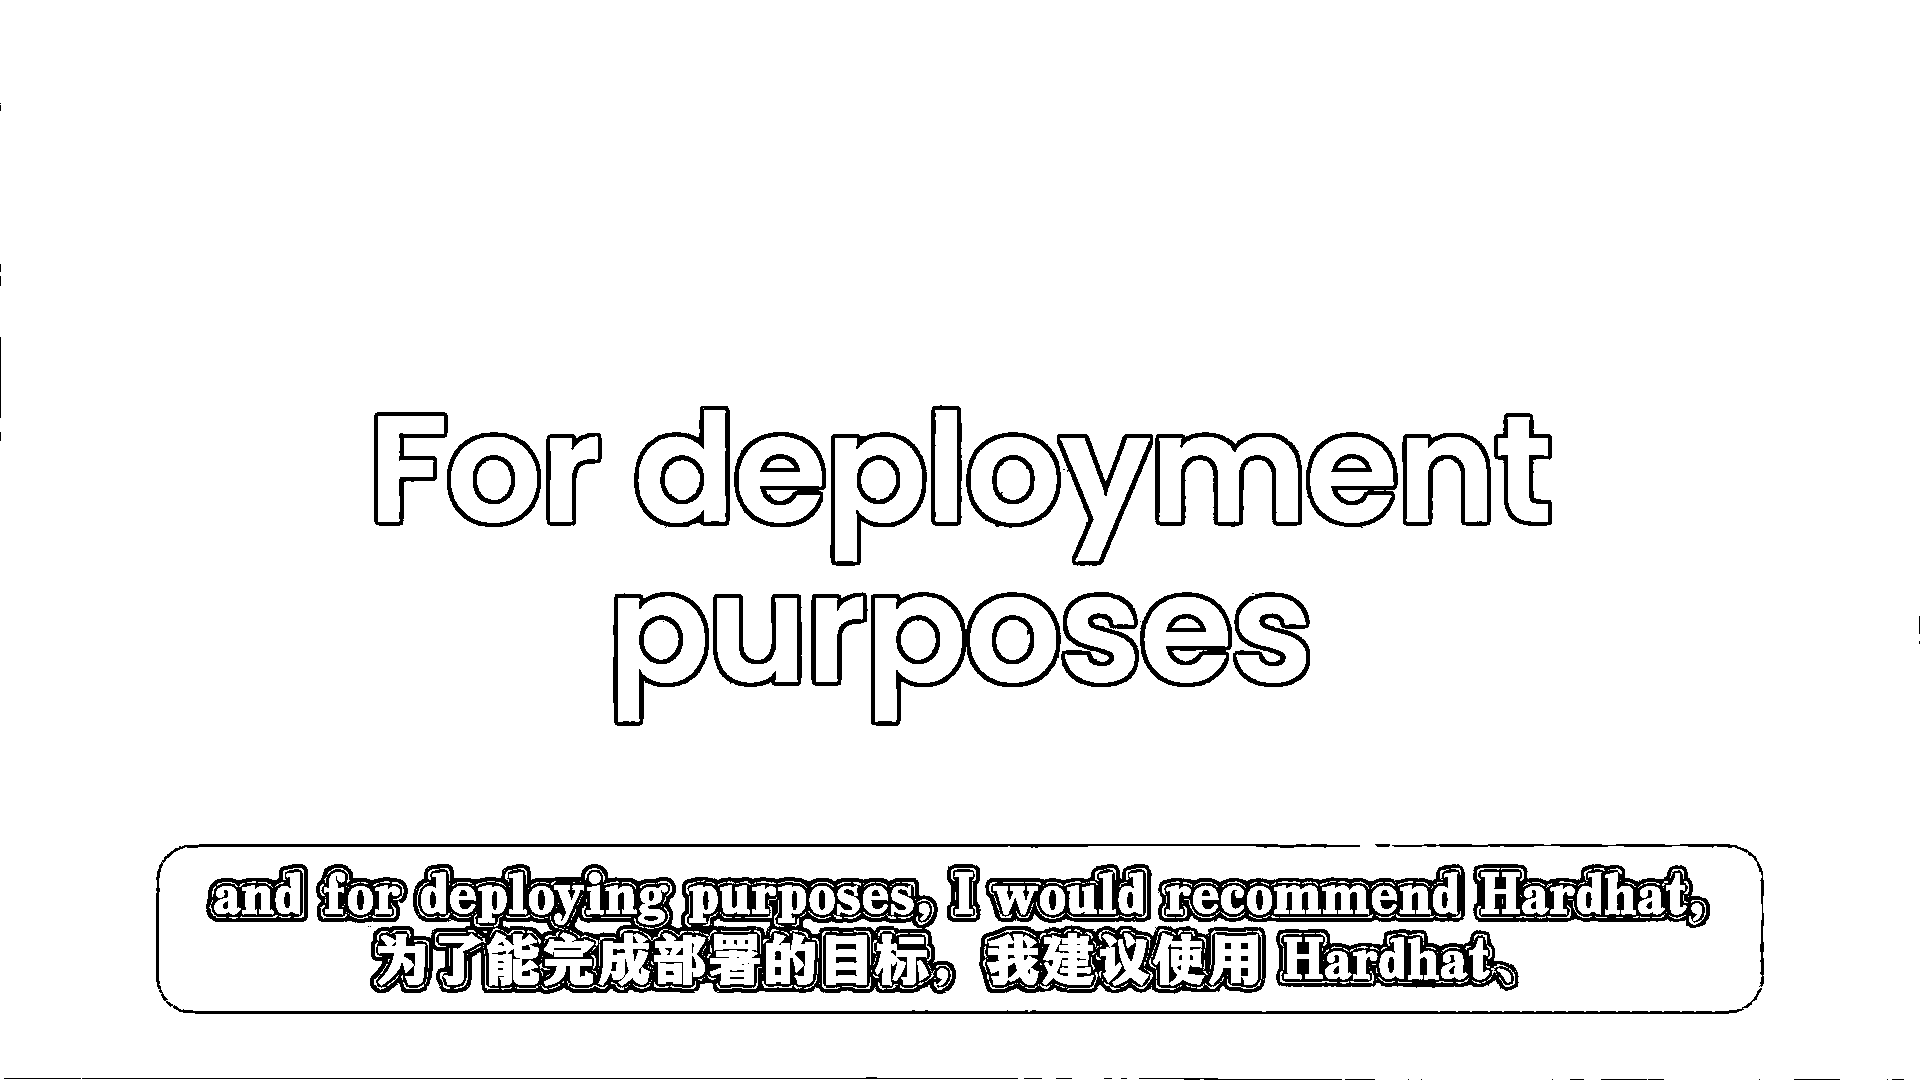 For deployment
purposes
and for deploying purposes, I would recommend Hardhat,
为了能完成部署的目标，我建议使用 Hardhat、